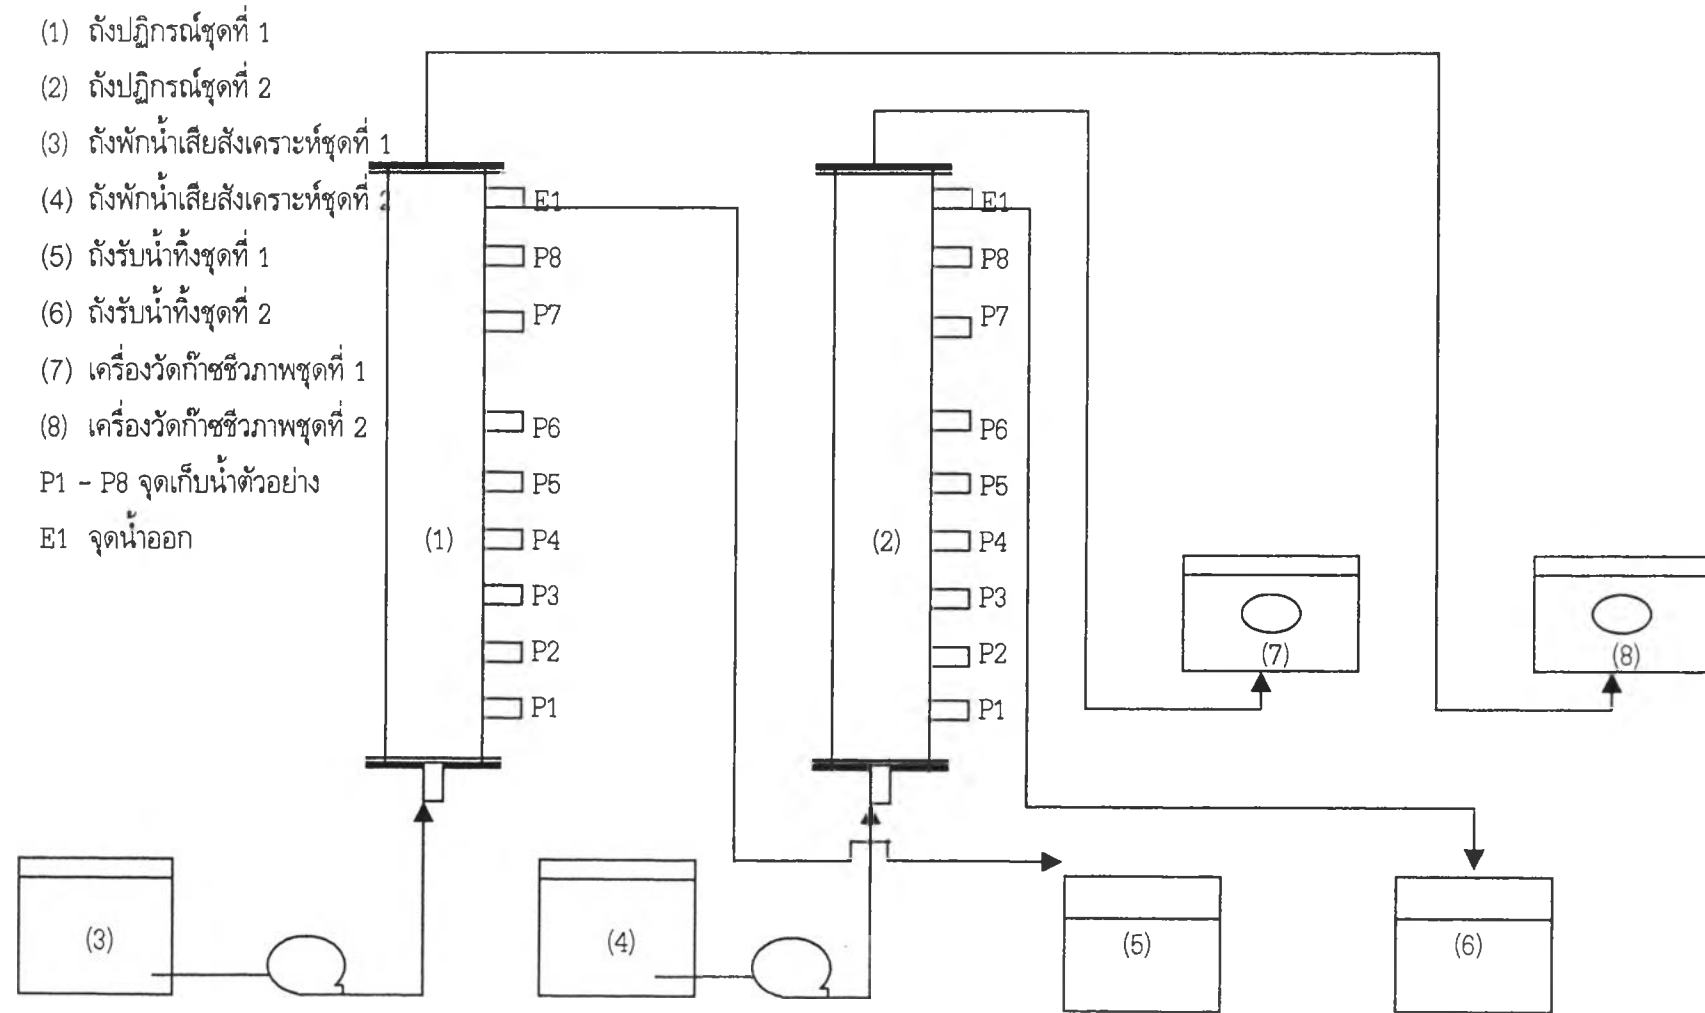 (1) ถังปฏิกรณ์ชุดที่ 1
(2) ถังปฏิกรณ์ชุดที่ 2
(3) ถังพักน้ำเสียสังเคราะห์ชุดที่ 1
(4) ถังพักน้ำเสียสังเคราะห์ชุดที่ 2
(5) ถังรับน้ำทิ้งชุดที่ 1
(6) ถังรับน้ำทิ้งชุดที่ 2
(7) เครื่องวัดก๊าซชีวภาพชุดที่ 1
(8) เครื่องวัดก๊าซชีวภาพชุดที่ 2
P1 - P8 จุดเก็บน้ำตัวอย่าง
E1 จุดน้ำออก
E1
P8
P7
P6
P5
(1) P4
P3
P2
P1
E1
P8
P7
P6
P5
(2) P4
P3
P2
P1
(7)
(8)
(3)
(4)
(5)
(6)